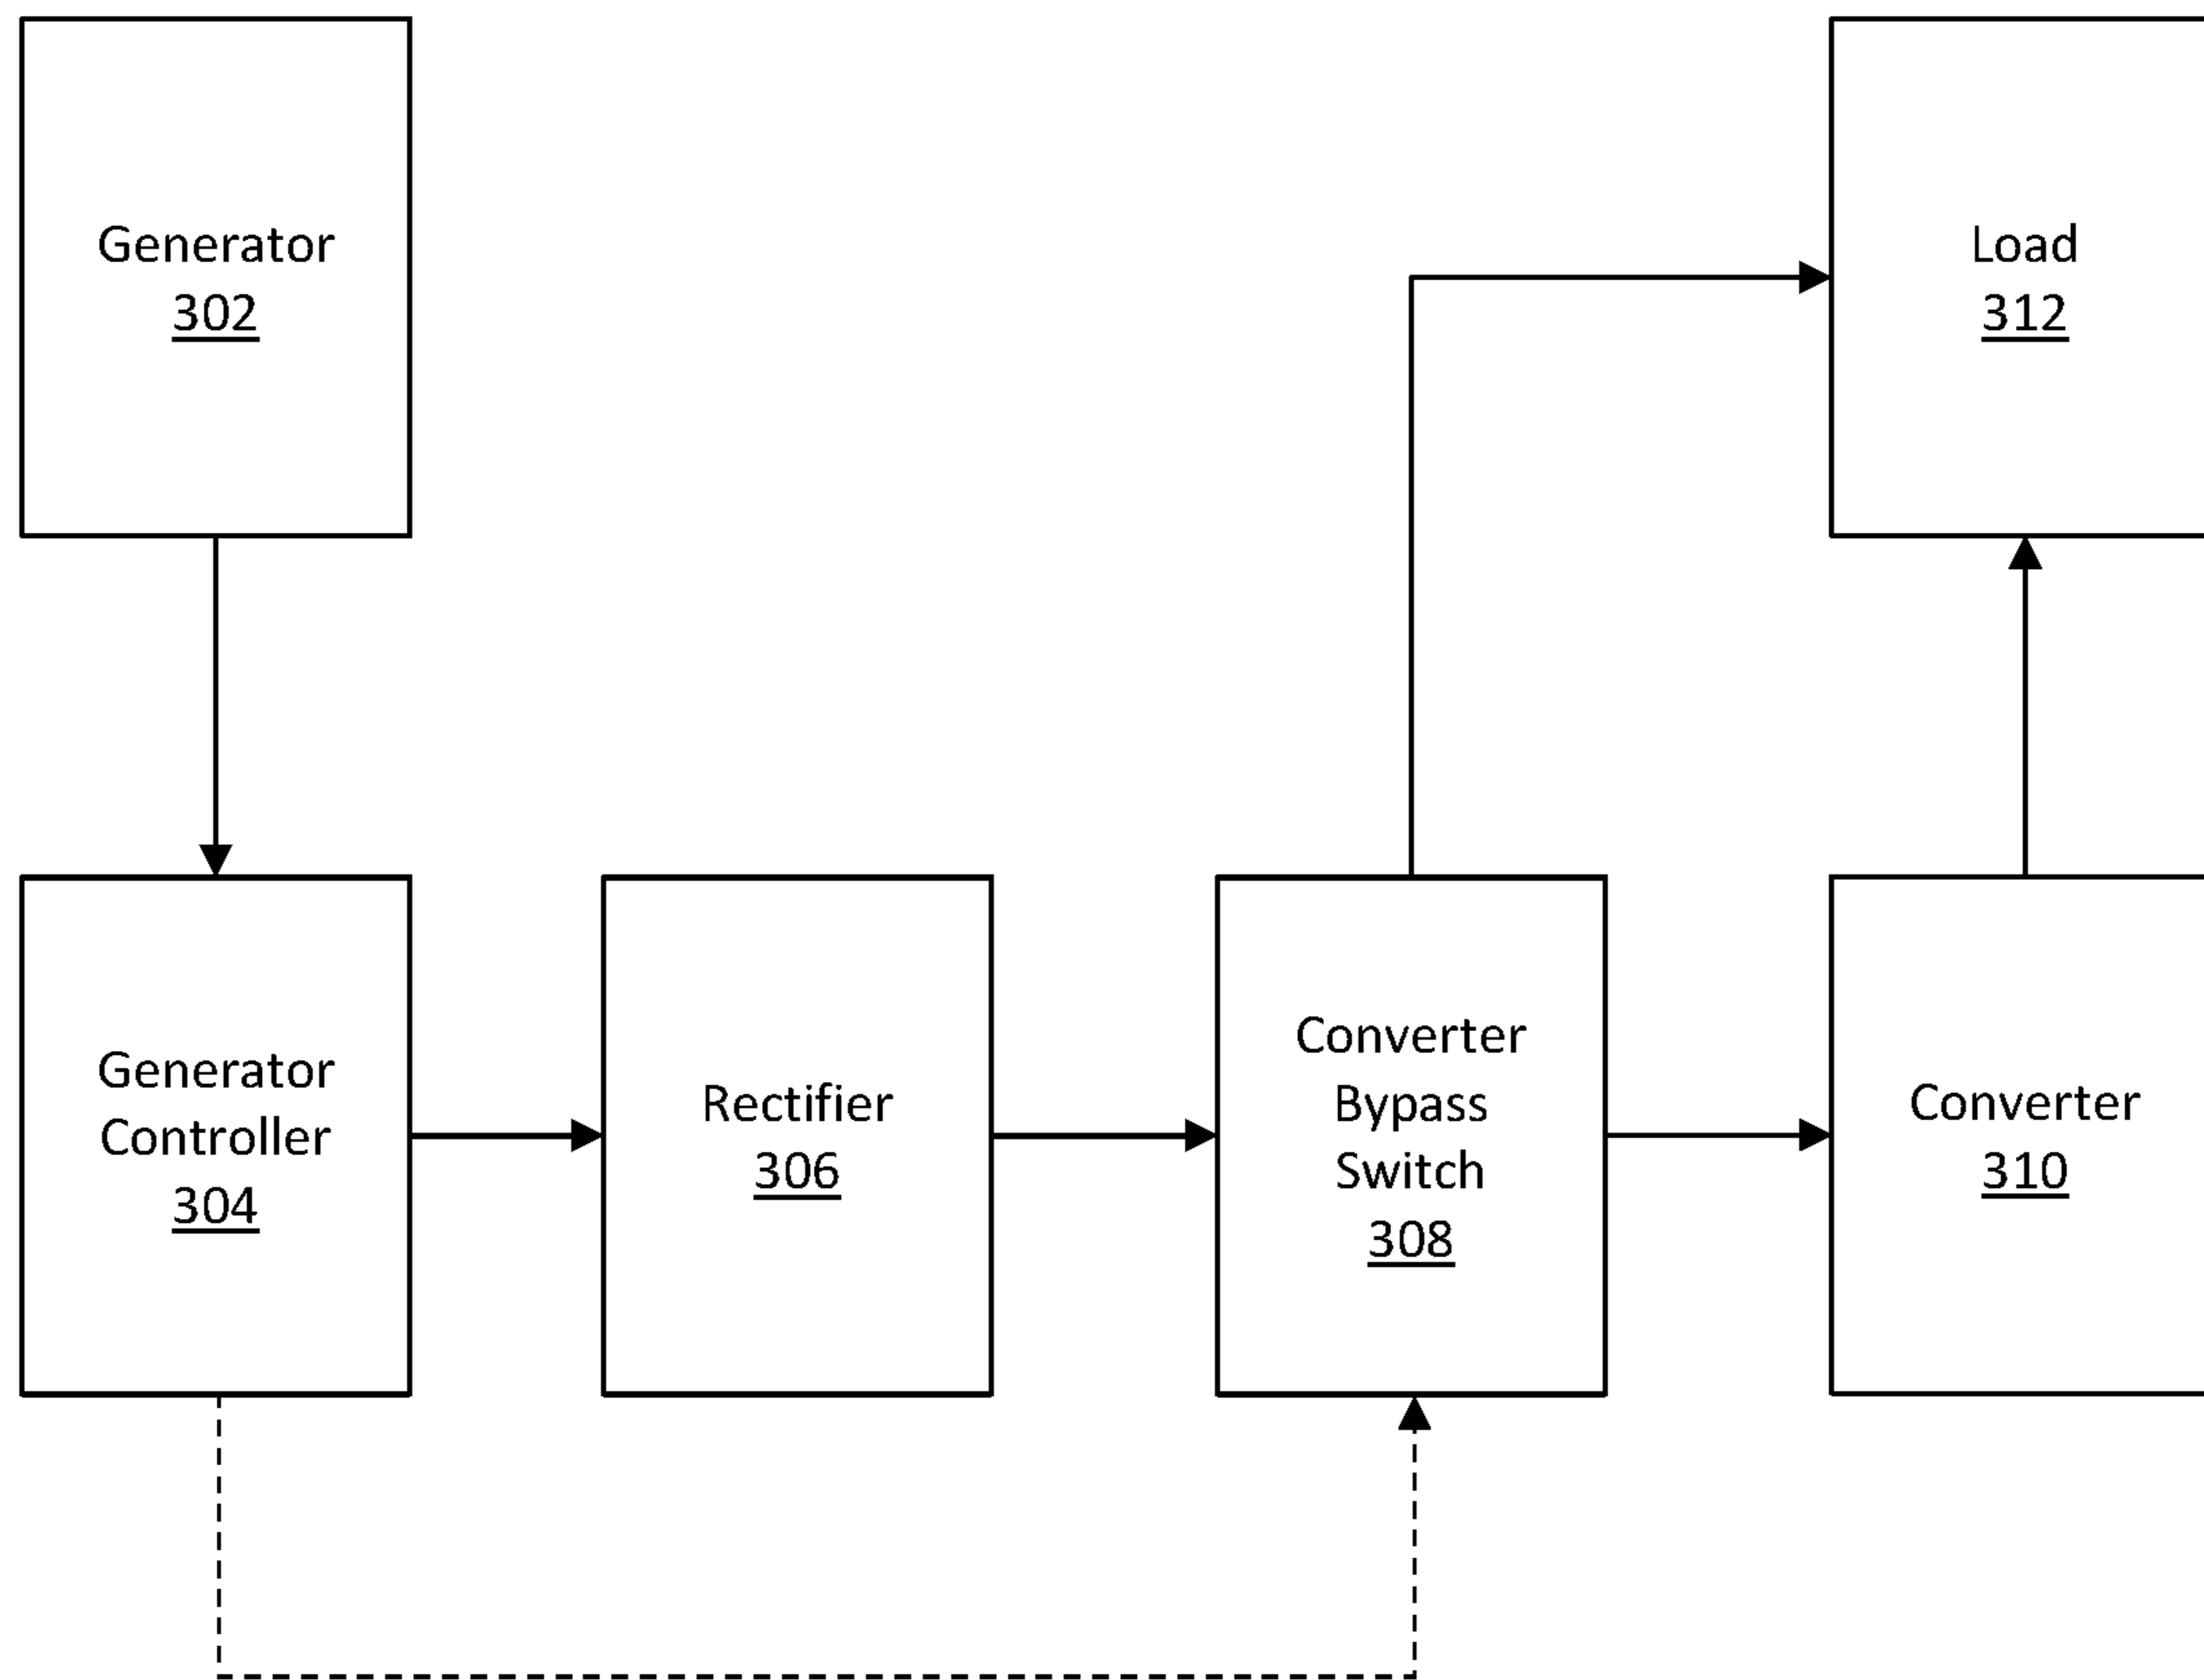 Generator
302
Load
312
Generator
Controller
304
Rectifier
306
Converter
Bypass
Switch
308
Converter
310